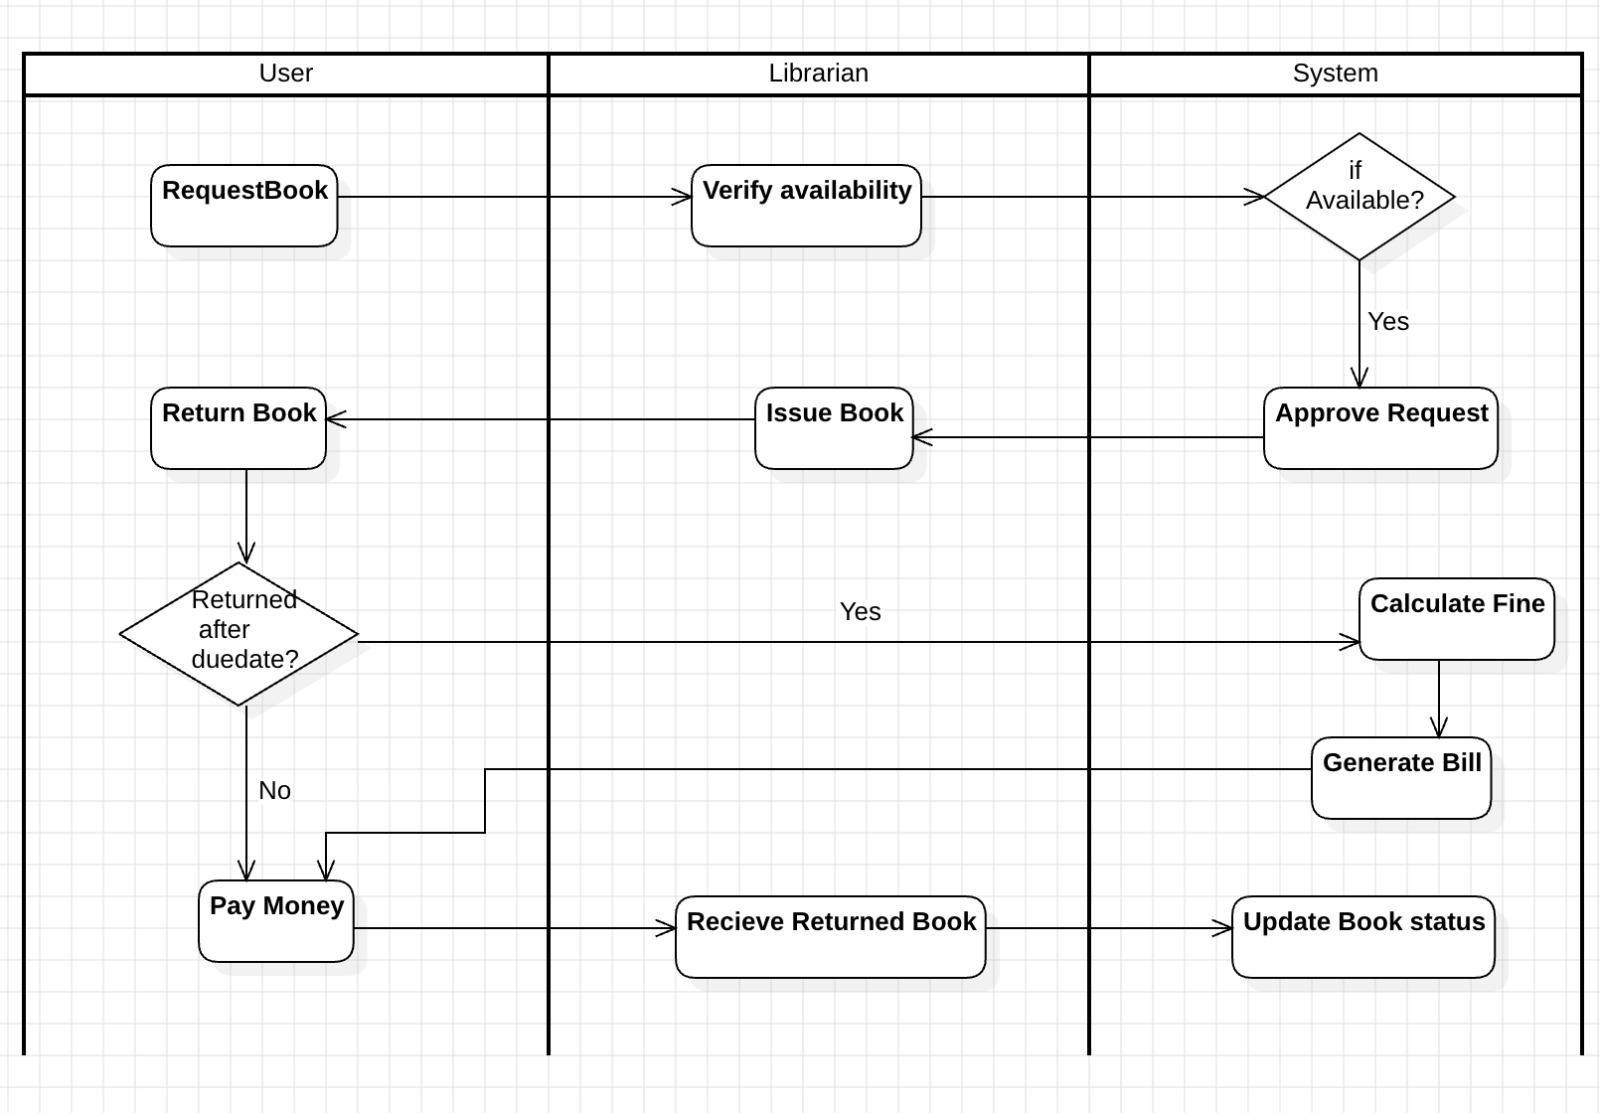 User
Librarian
System
RequestBook
Verify availability
if
Available?
Yes
Return Book
Issue Book
Approve Request
Returned
after
duedate?
Yes
Calculate Fine
Generate Bill
No
Pay Money
Recieve Returned Book
Update Book status